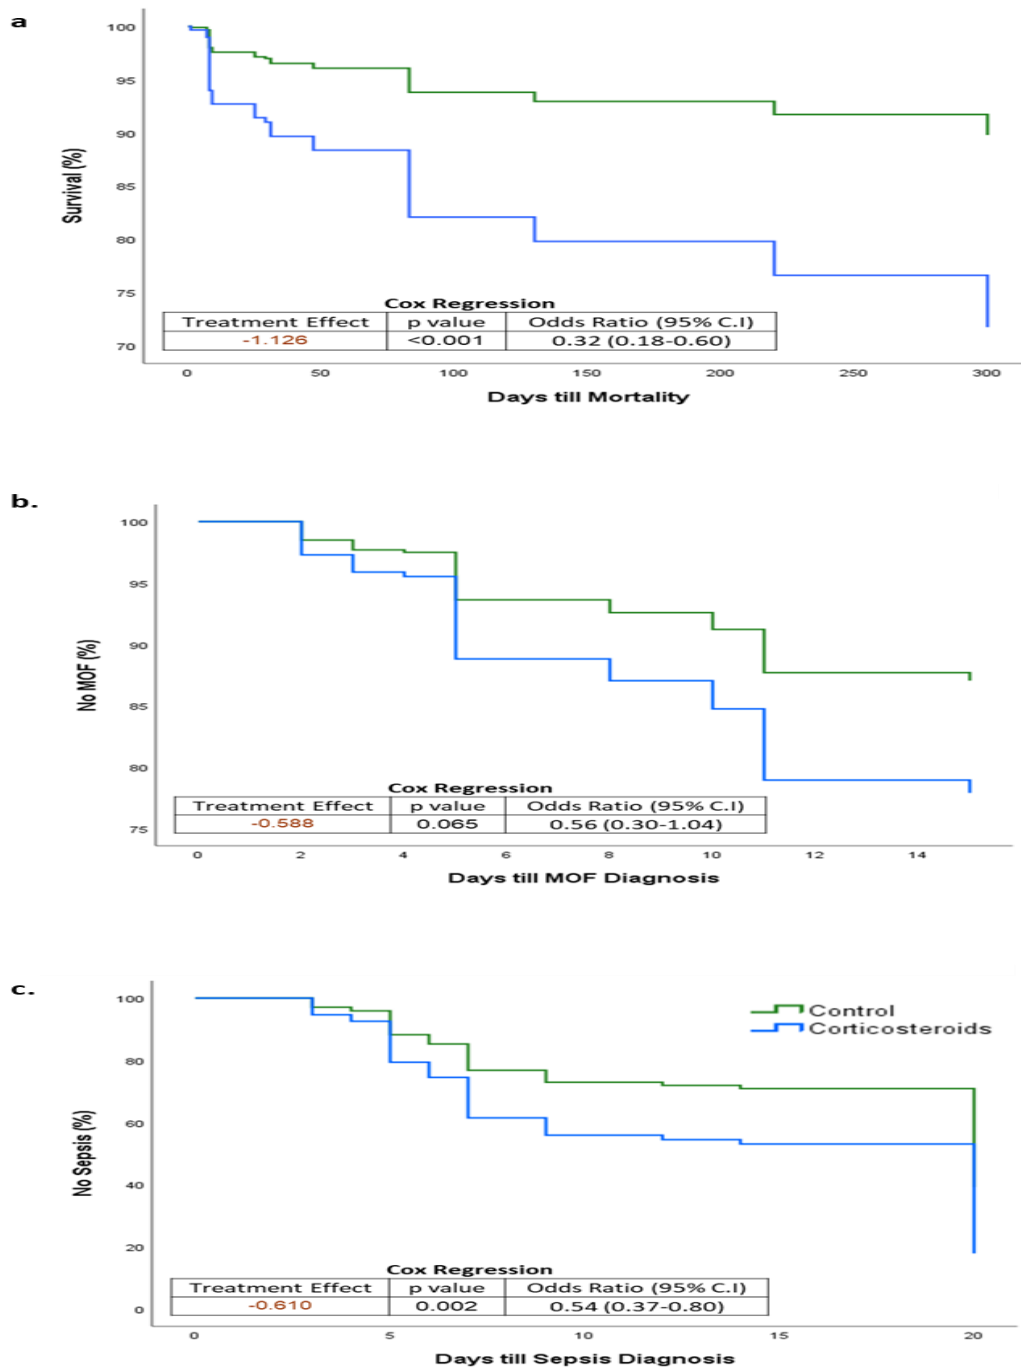 a
100
95
90
85
80
75
70
Survival (%)
Cox Regression
Treatment Effect p value Odds Ratio (95% C.I)
-1.126 <0.001 0.32 (0.18-0.60)
0 50 100 150 200 250 300
Days till Mortality
b.
100
95
90
85
80
75
No MOF (%)
Cox Regression
Treatment Effect p value Odds Ratio (95% C.I)
-0.588 0.065 0.56 (0.30-1.04)
0 2 4 6 8 10 12 14
Days till MOF Diagnosis
c.
100
80
60
40
20
0
No Sepsis (%)
Control
Corticosteroids
Cox Regression
Treatment Effect p value Odds Ratio (95% C.I)
-0.610 0.002 0.54 (0.37-0.80)
0 5 10 15 20
Days till Sepsis Diagnosis